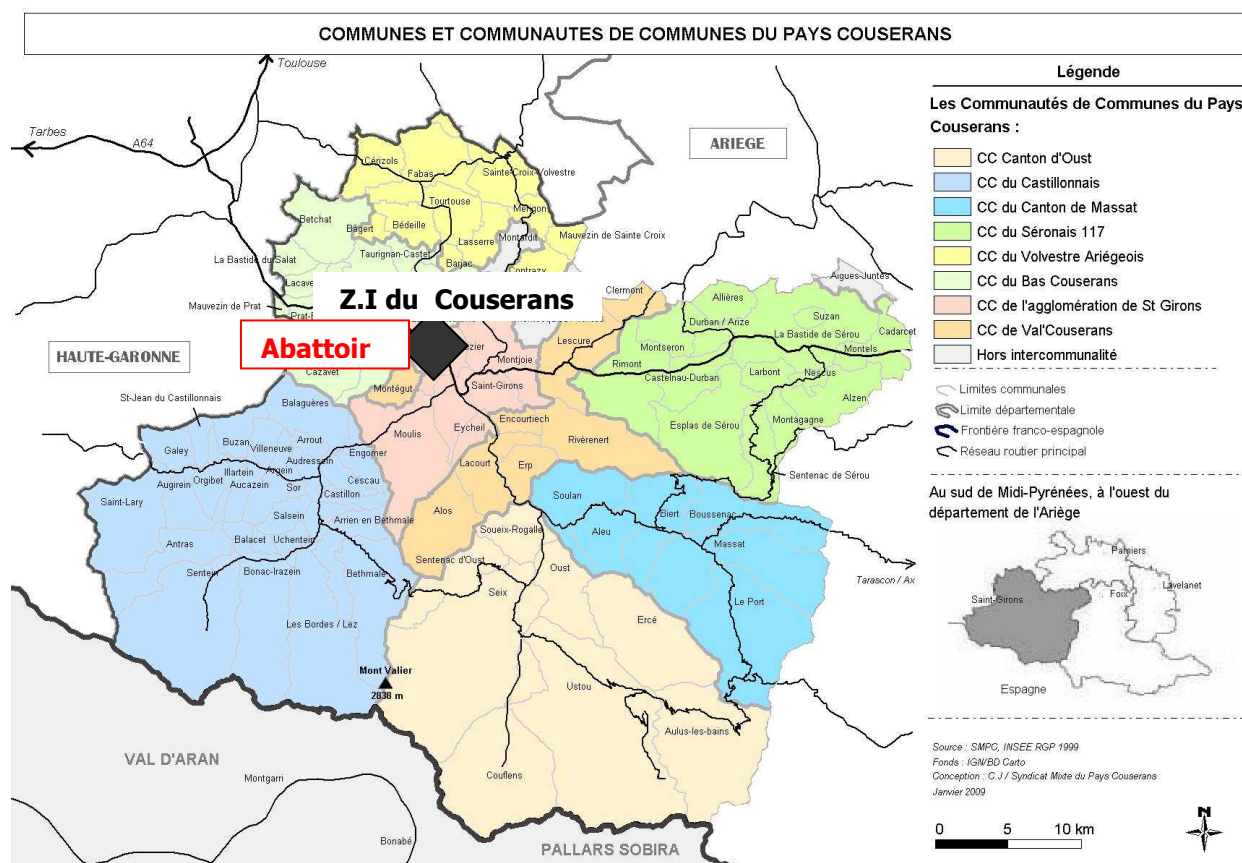 COMMUNES ET COMMUNAUTES DE COMMUNES DU PAYS COUSERANS
Toulouse
Tarbes
A64
ARIEGE
Cérizols
Fabas
Sainte-Croix-Volvestre
Tourtouse
Mérigon
Betchat
Bédeille
Bagert
Montardit
Mauvezin de Sainte Croix
Lasserre
Taurignan-Castet
La Bastide du Salat
Barjac
Contrazy
Aigues-Juntes
Z.I du Couserans
Clermont
Allières
Mauvezin de Prat
Durban / Arize
Suzan
La Bastide de Sérou
Cadarcet
Abattoir
Lescure
Montseron
Montels
HAUTE-GARONNE
Montjoie
Rimont
Cazavet
Larbont
Nescus
Castelnau-Durban
Montégut
Saint-Girons
Alzen
St-Jean du Castillonnais
Balaguères
Montagagne
Encourtiech
Esplas de Sérou
Eycheil
Moulis
Rivèrenert
Buzan
Arrout
Villeneuve
Galey
Engomer
Audressein
Lacourt
Erp
Illartein
Argein
Sentenac de Sérou
Orgibet
Cescau
Augirein
Aucazein
Sor
Castillon
Saint-Lary
Soulan
Biert
Boussenac
Alos
Salsein
Arrien en Bethmale
Soueix-Rogalle
Aleu
Antras
Balacet
Uchentein
Massat
Sentenac d'Oust
Oust
Sentein
Bonac-Irazein
Bethmale
Tarascon / Ax
Seix
Le Port
Les Bordes / Lez
Ercé
Mont Valier
2838 m
Ustou
Aulus-les-bains
VAL D'ARAN
Couflens
Montgarri
Bonabé
PALLARS SOBIRA
Légende
Les Communautés de Communes du Pays
Couserans :
CC Canton d'Oust
CC du Castillonnais
CC du Canton de Massat
CC du Séronais 117
CC du Volvestre Ariégeois
CC du Bas Couserans
CC de l'agglomération de St Girons
CC de Val'Couserans
Hors intercommunalité
Limites communales
Limite départementale
Frontière franco-espagnole
Réseau routier principal
Au sud de Midi-Pyrénées, à l'ouest du
département de l'Ariège
Pamiers
Lavelanet
Saint-Girons
Foix
Espagne
Source : SMPC, INSEE RGP 1999
Fonds : IGN/BD Carto
Conception : C.J / Syndicat Mixte du Pays Couserans
Janvier 2009
N
0 5 10 km